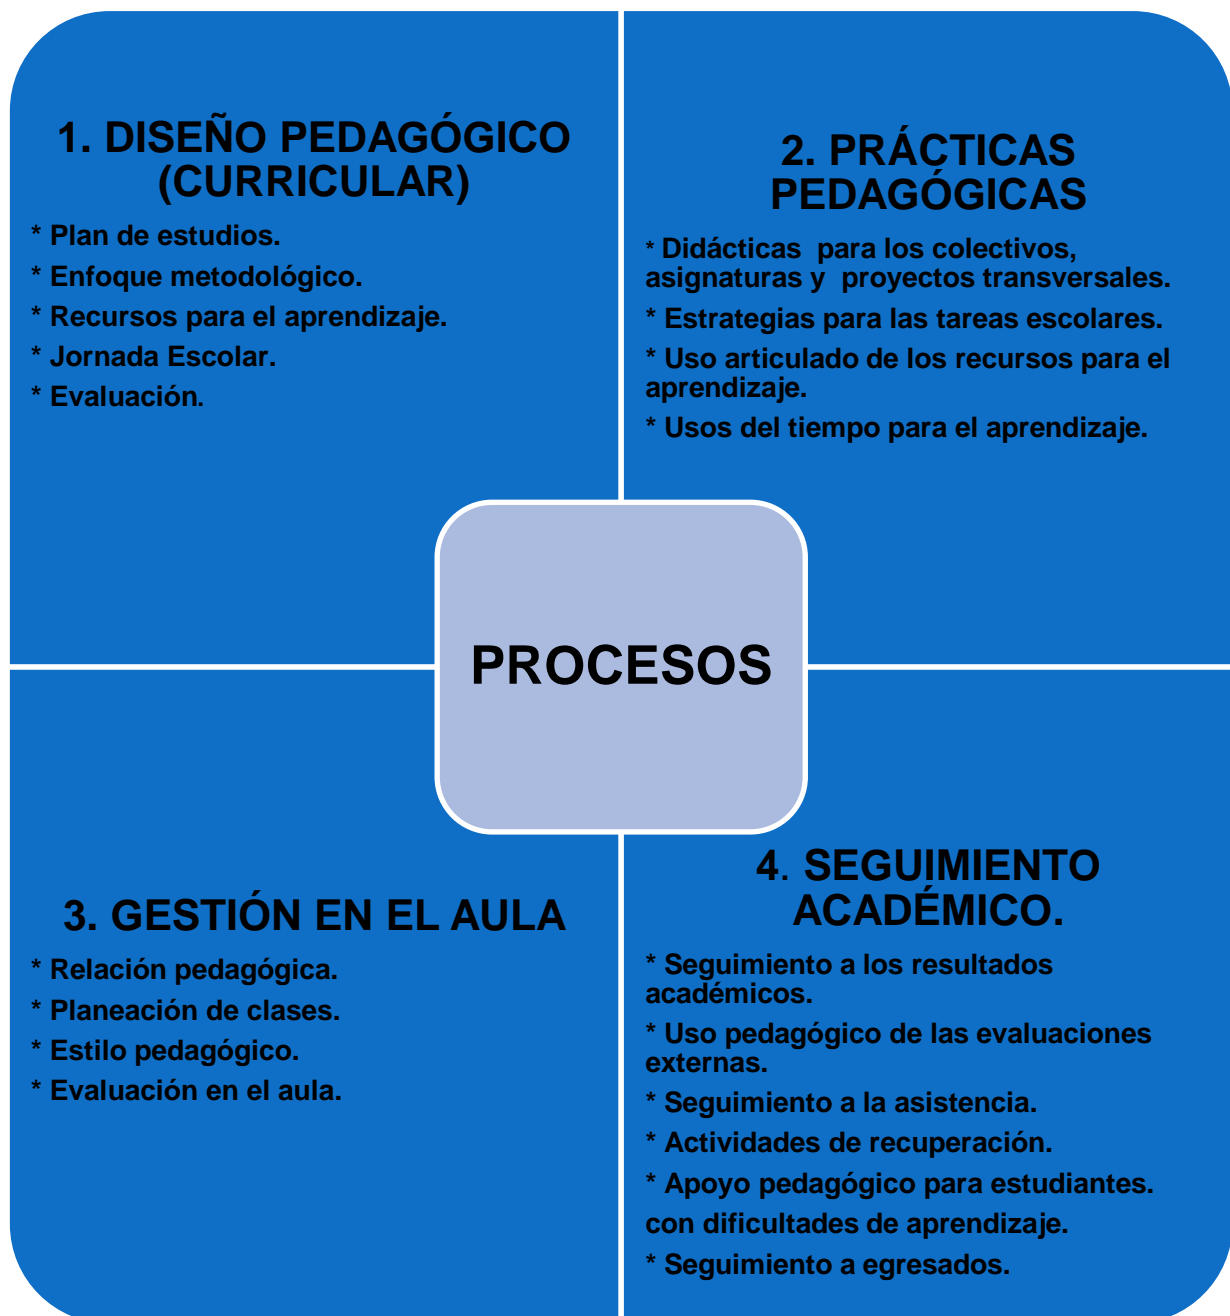 1. DISEÑO PEDAGÓGICO
(CURRICULAR)
* Plan de estudios.
* Enfoque metodológico.
* Recursos para el aprendizaje.
* Jornada Escolar.
* Evaluación.
2. PRÁCTICAS
PEDAGÓGICAS
* Didácticas  para los colectivos,
asignaturas y  proyectos transversales.
* Estrategias para las tareas escolares.
* Uso articulado de los recursos para el
aprendizaje.
* Usos del tiempo para el aprendizaje.
PROCESOS
3. GESTIÓN EN EL AULA
* Relación pedagógica.
* Planeación de clases.
* Estilo pedagógico.
* Evaluación en el aula.
4. SEGUIMIENTO
ACADÉMICO.
* Seguimiento a los resultados
académicos.
* Uso pedagógico de las evaluaciones
externas.
* Seguimiento a la asistencia.
* Actividades de recuperación.
* Apoyo pedagógico para estudiantes.
con dificultades de aprendizaje.
* Seguimiento a egresados.